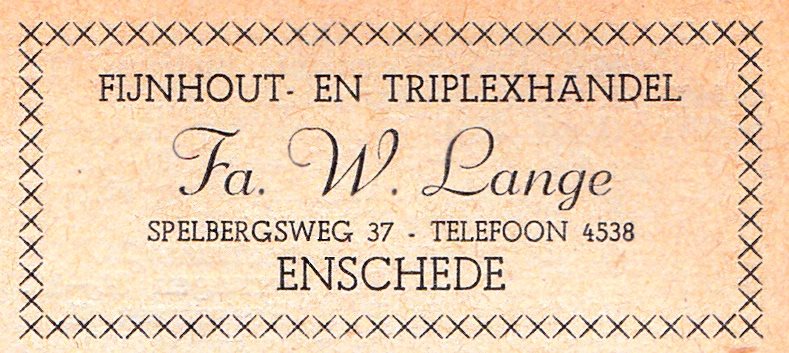 FIJNHOUT- EN TRIPLEXHANDEL
Fa. W. Lange
SPELBERGSWEG 37 - TELEFOON 4538
ENSCHEDE